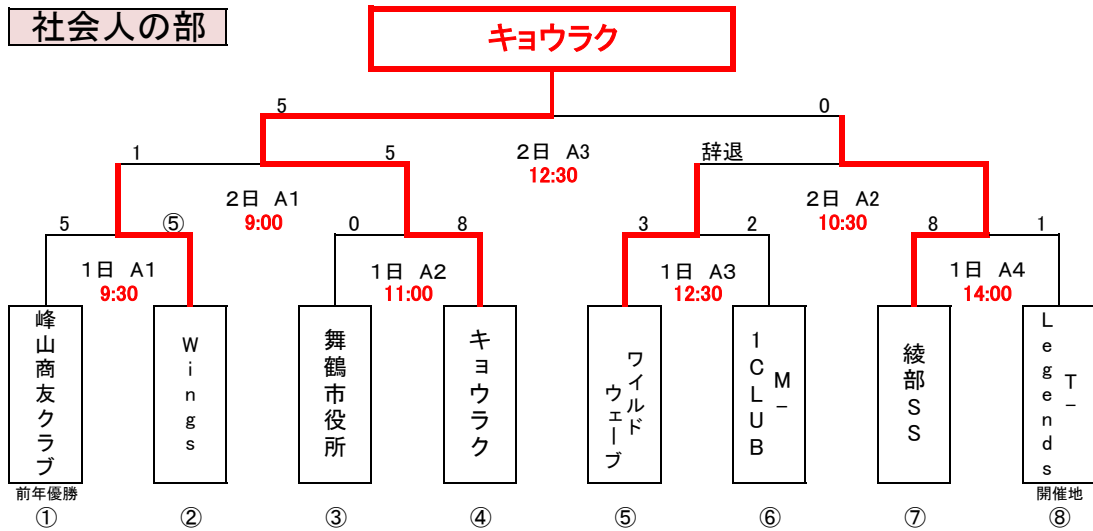 社会人の部
キョウラク
5
0
1
5
2日 A3
12:30
辞退
2日 A1
9:00
2日 A2
10:30
5
⑤
0
8
3
2
8
1
1日 A1
9:30
1日 A2
11:00
1日 A3
12:30
1日 A4
14:00
峰山商友クラブ
Wings
舞鶴市役所
キョウラク
ワイルド
ウェーブ
M-
1CLUB
綾部SS
T-
Legends
前年優勝
開催地
①
②
③
④
⑤
⑥
⑦
⑧